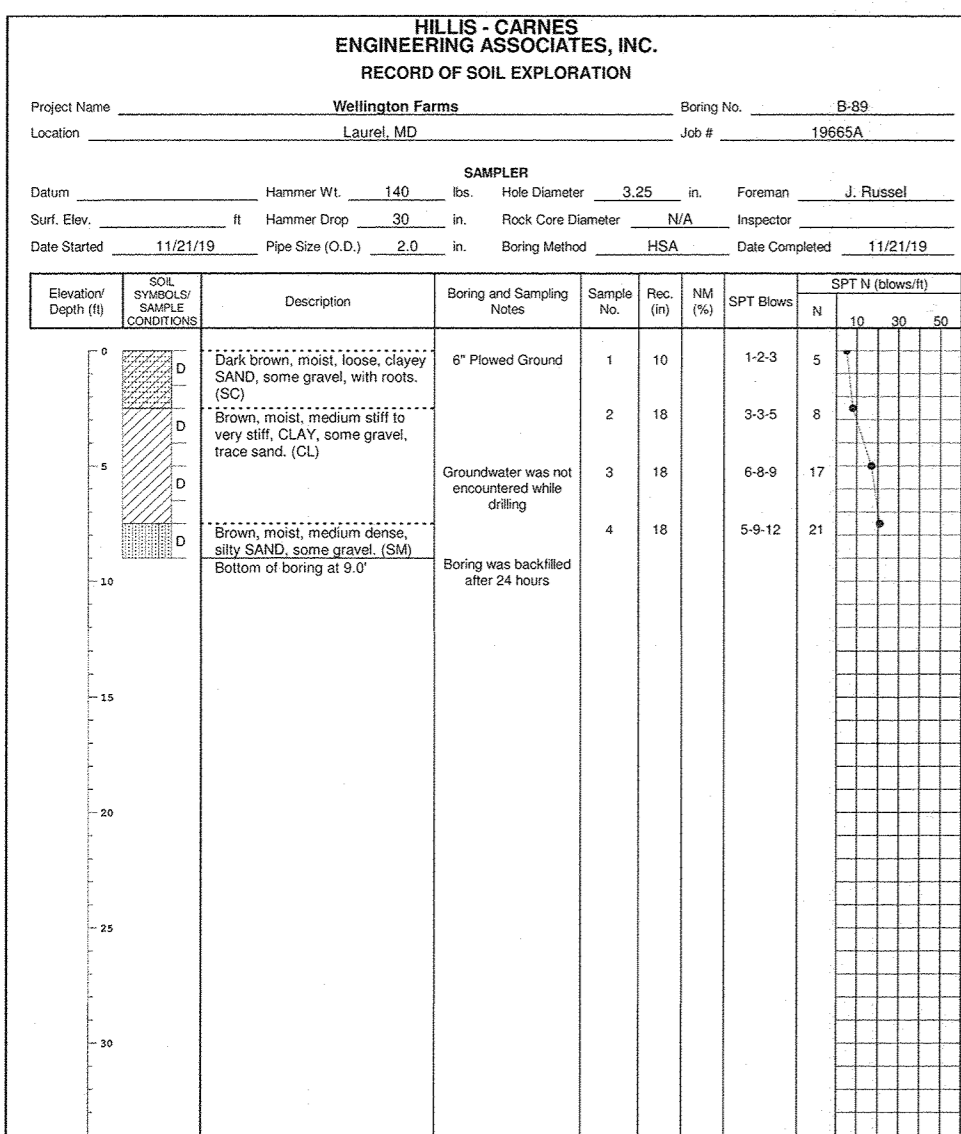 HILLIS - CARNES
ENGINEERING ASSOCIATES, INC.
RECORD OF SOIL EXPLORATION
Project Name Wellington Farms Boring No. B-89
Location Laurel, MD Job # 19665A
SAMPLER
Datum Hammer Wt. 140 lbs. Hole Diameter 3.25 in. Foreman J. Russel
Surf. Elev. ft Hammer Drop 30 in. Rock Core Diameter N/A Inspector
Date Started 11/21/19 Pipe Size (O.D.) 2.0 in. Boring Method HSA Date Completed 11/21/19
Elevation/
Depth (ft)
SOIL
SYMBOLS/
SAMPLE
CONDITIONS
Description
Boring and Sampling
Notes
Sample
No.
Rec.
(in)
NM
(%)
SPT Blows
SPT N (blows/ft)
N
10 30 50
0
D
Dark brown, moist, loose, clayey
SAND, some gravel, with roots.
(SC)
6" Plowed Ground
1 10 1-2-3 5
D
Brown, moist, medium stiff to
very stiff, CLAY, some gravel,
trace sand. (CL)
2 18 3-3-5 8
5
D
Groundwater was not
encountered while
drilling
3 18 6-8-9 17
D
Brown, moist, medium dense,
silty SAND, some gravel. (SM)
4 18 5-9-12 21
Bottom of boring at 9.0'
Boring was backfilled
after 24 hours
10
15
20
25
30